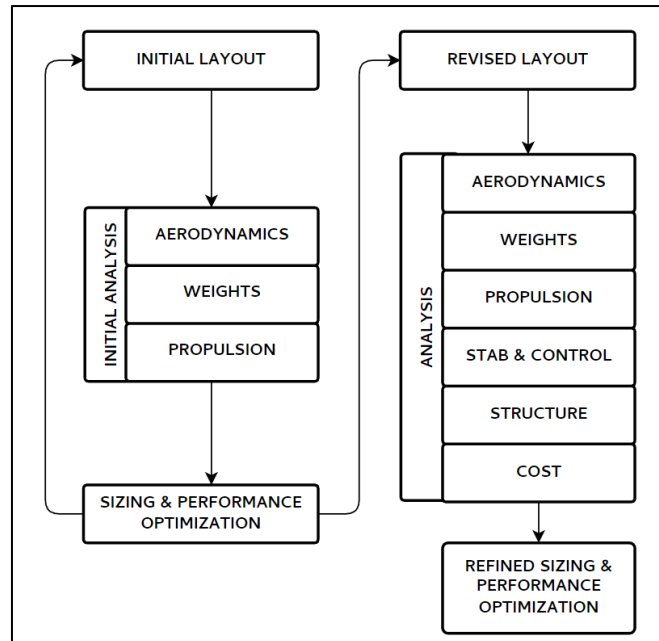 INITIAL LAYOUT
INITIAL ANALYSIS
AERODYNAMICS
WEIGHTS
PROPULSION
SIZING & PERFORMANCE
OPTIMIZATION
REVISED LAYOUT
ANALYSIS
AERODYNAMICS
WEIGHTS
PROPULSION
STAB & CONTROL
STRUCTURE
COST
REFINED SIZING &
PERFORMANCE
OPTIMIZATION